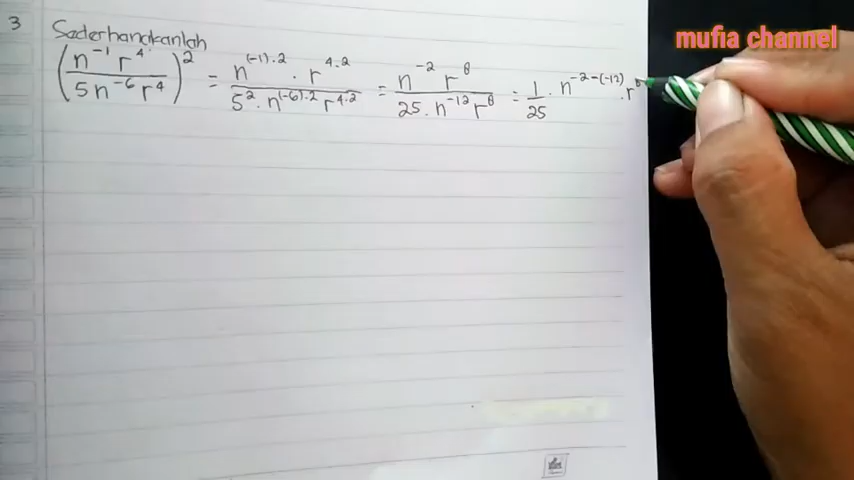 mufia channel
3 Sederhanakanlah
(n⁻¹ r⁴ / 5n⁻⁶ r⁴)² = n⁽⁻¹⁾·² · r⁴·² / 5² · n⁽⁻⁶⁾·² r⁴·² = n⁻² r⁸ / 25 · n⁻¹² r⁸ = 1/25 · n⁻²⁻⁽⁻¹²⁾ · r⁸